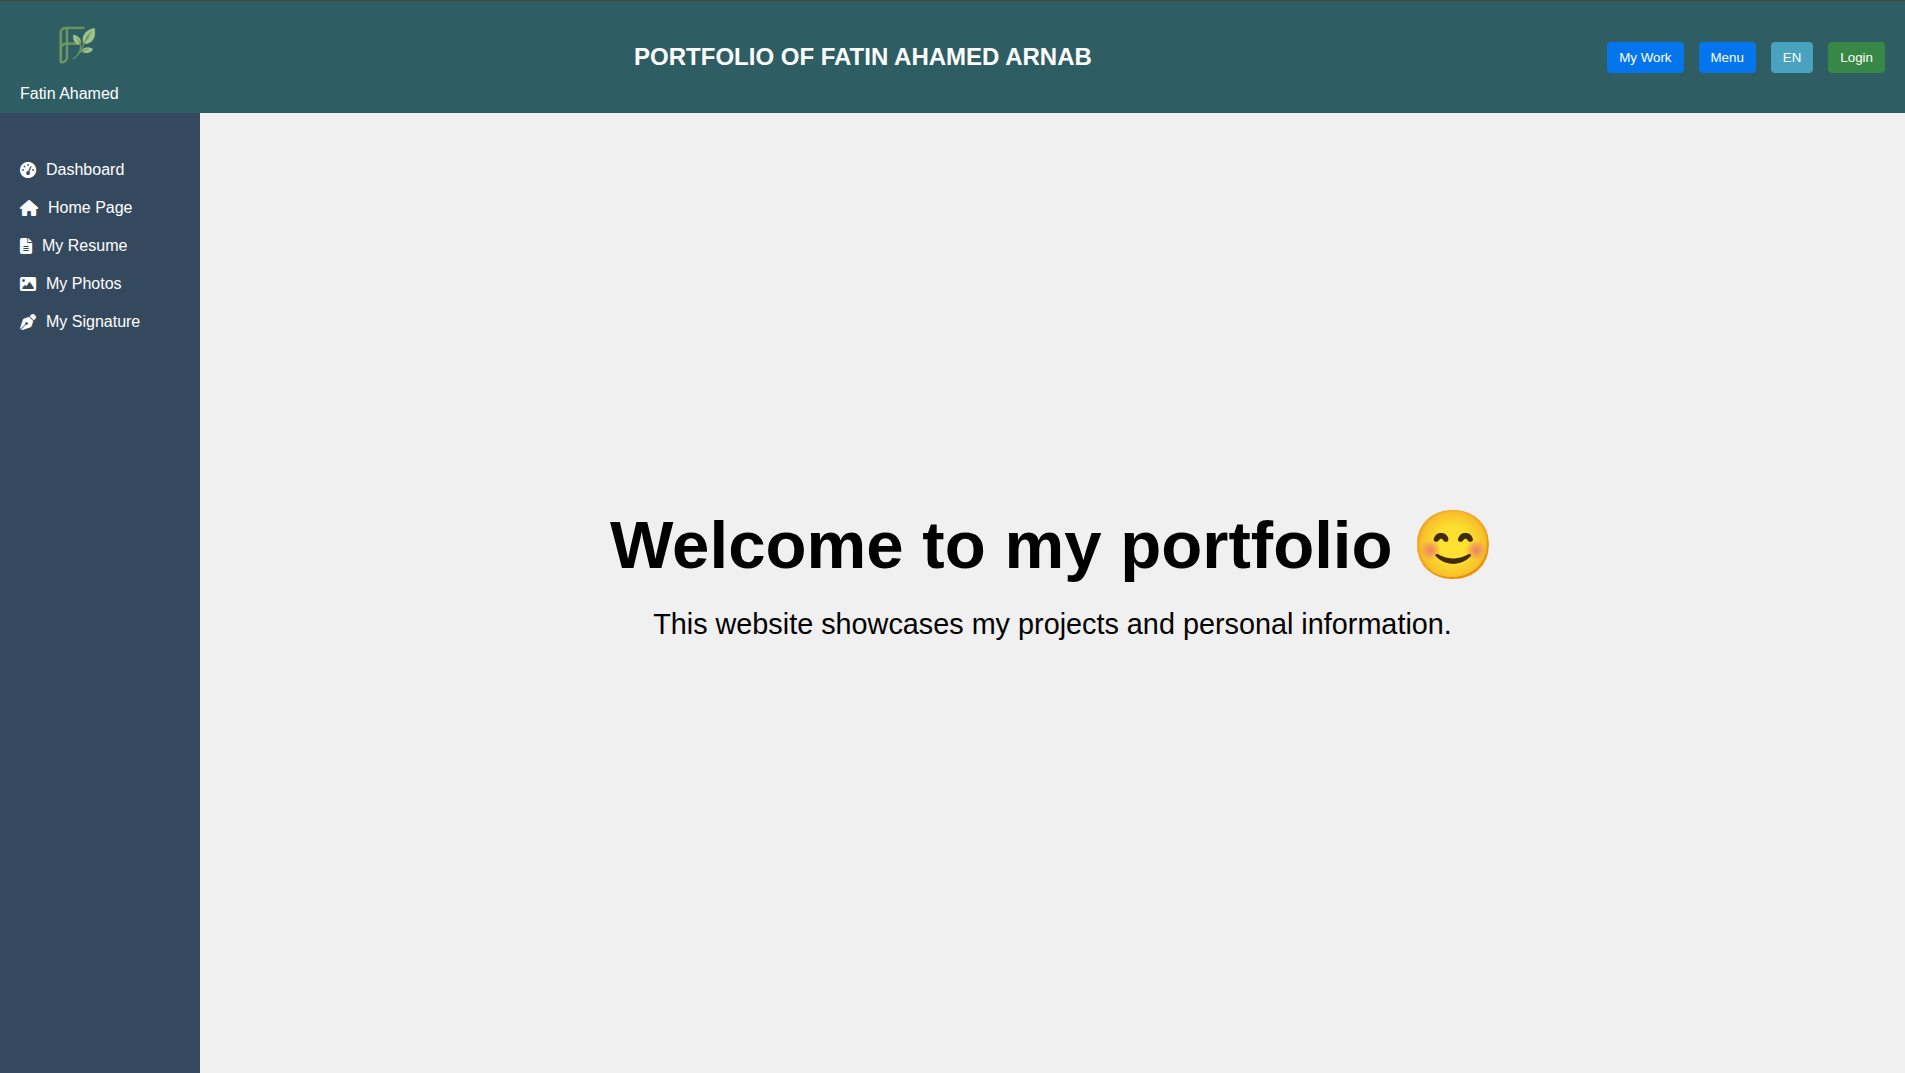 Fatin Ahamed
PORTFOLIO OF FATIN AHAMED ARNAB
My Work
Menu
EN
Login
Dashboard
Home Page
My Resume
My Photos
My Signature
Welcome to my portfolio 😊
This website showcases my projects and personal information.